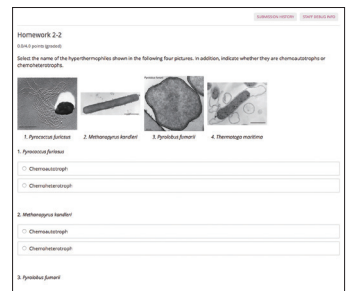 SUBMISSION HISTORY STAFF DEBUG INFO
Homework 2-2
0.0/4.0 points (graded)
Select the name of the hyperthermophiles shown in the following four pictures. In addition, indicate whether they are chemoautotrophs or
chemoheterotrophs.
1. Pyrococcus furiosus 2. Methanopyrus kandleri 3. Pyrolobus fumarii 4. Thermotoga maritima
1. Pyrococcus furiosus
Chemoautotroph
Chemoheterotroph
2. Methanopyrus kandleri
Chemoautotroph
Chemoheterotroph
3. Pyrolobus fumarii